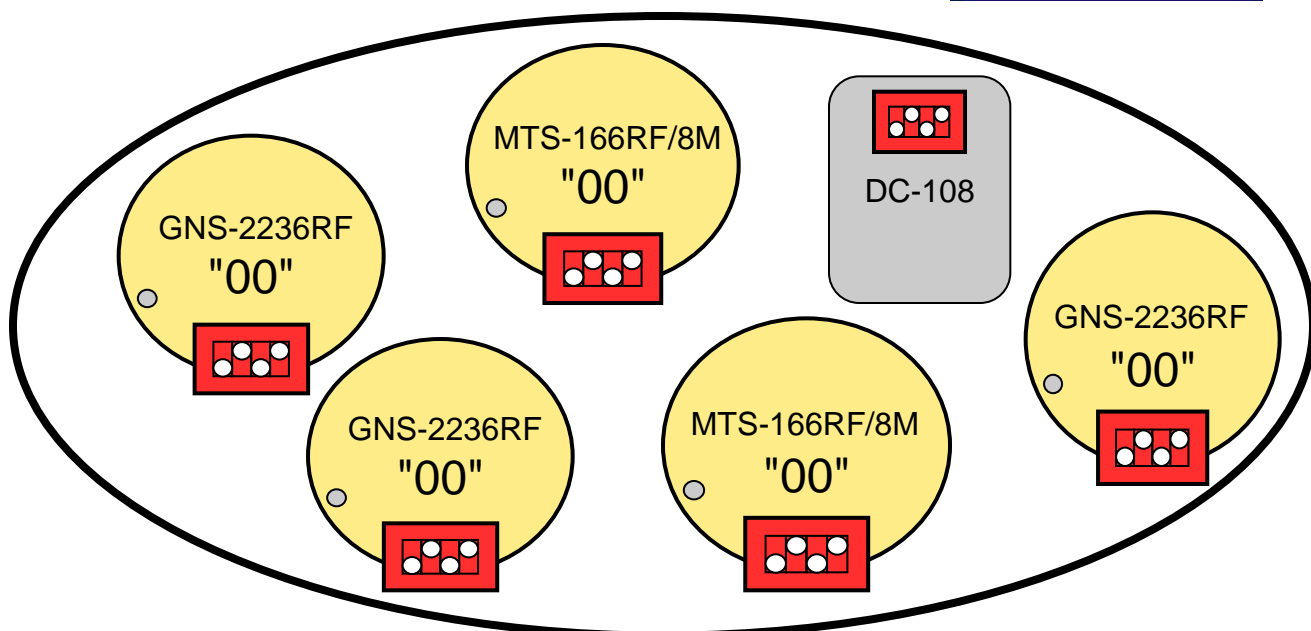 MTS-166RF/8M
"00"
DC-108
GNS-2236RF
"00"
GNS-2236RF
"00"
GNS-2236RF
"00"
MTS-166RF/8M
"00"